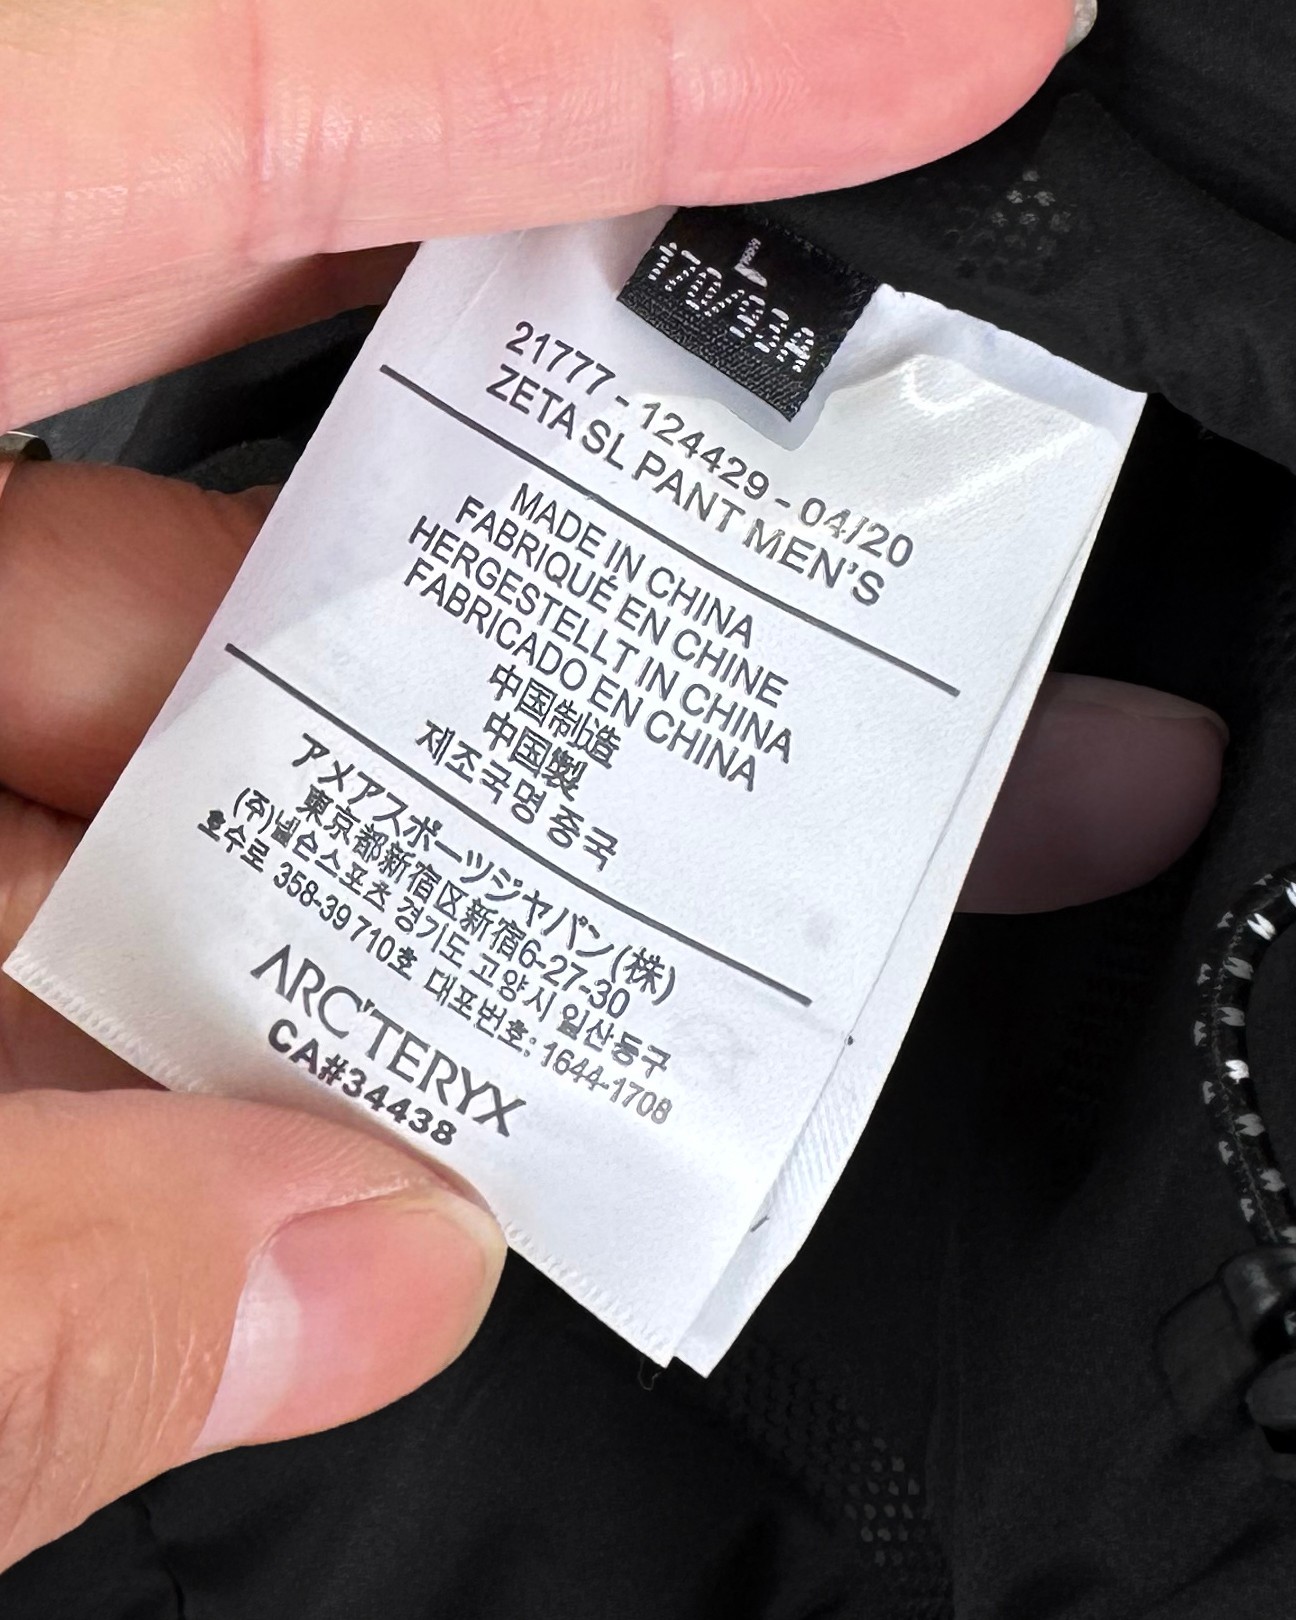 L
170/93A
21777 - 124429 - 04/20
ZETA SL PANT MEN'S
MADE IN CHINA
FABRIQUÉ EN CHINE
HERGESTELLT IN CHINA
FABRICADO EN CHINA
中国制造
中国製
제조국명 중국
アメアスポーツジャパン(株)
東京都新宿区新宿6-27-30
(주)넬슨스포츠 경기도 고양시 일산동구
호수로 358-39 710호 대표번호: 1644-1708
ARC'TERYX
CA#34438